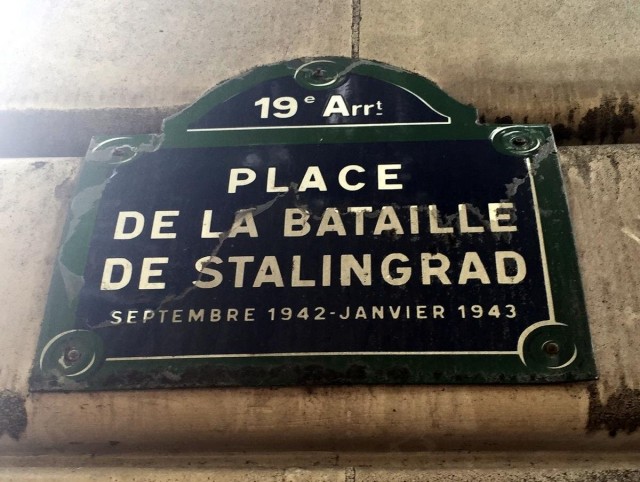 19e Arrt
PLACE
DE LA BATAILLE
DE STALINGRAD
SEPTEMBRE 1942-JANVIER 1943